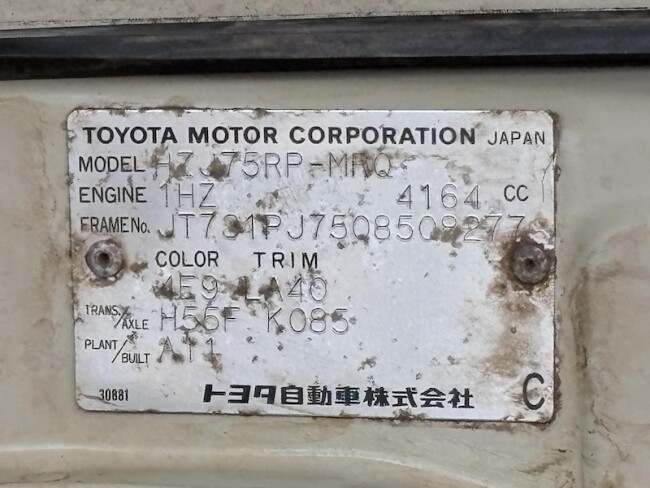 TOYOTA MOTOR CORPORATION JAPAN
MODEL HZJ75RP-MRQ
ENGINE 1HZ 4164 CC
FRAME No.
COLOR TRIM
4E9 LA40
TRANS./AXLE H55F K085
PLANT/BUILT A11
30881 トヨタ自動車株式会社 C